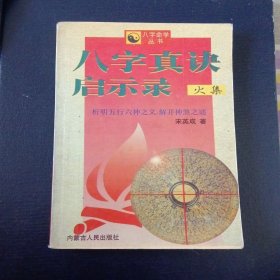 八字命学
丛书
八字真诀
启示录 火集
析明五行六神之义 解开神煞之谜
宋英成 著
内蒙古人民出版社